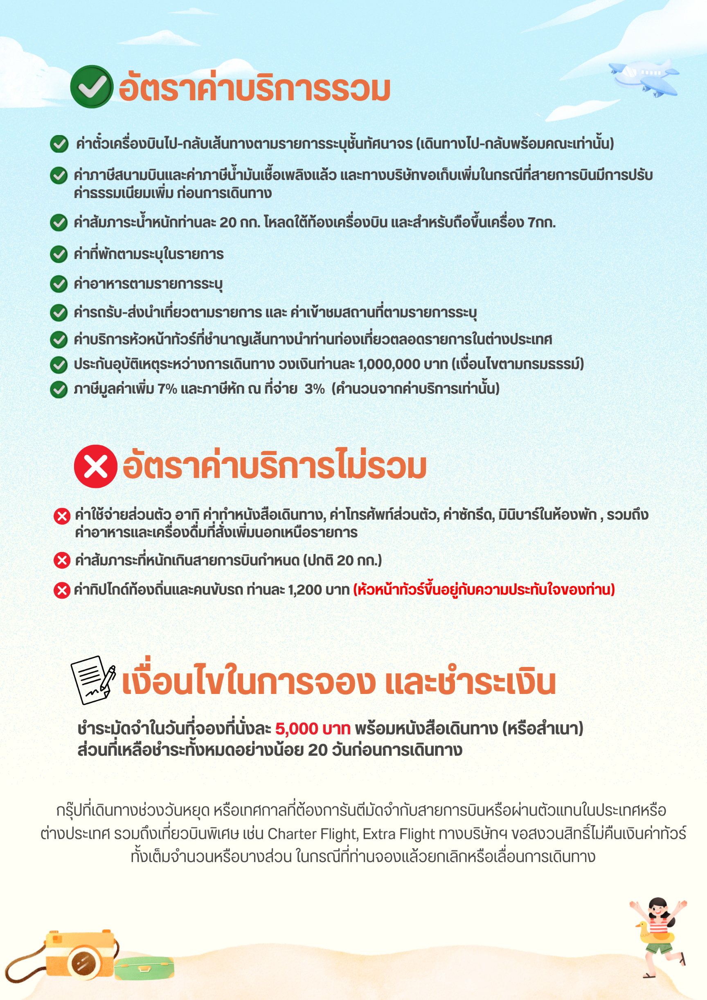 อัตราค่าบริการรวม
ค่าตั๋วเครื่องบินไป-กลับเส้นทางตามรายการระบุชั้นทัศนาจร (เดินทางไป-กลับพร้อมคณะเท่านั้น)
ค่าภาษีสนามบินและค่าภาษีน้ำมันเชื้อเพลิงแล้ว และทางบริษัทขอเก็บเพิ่มในกรณีที่สายการบินมีการปรับ
ค่าธรรมเนียมเพิ่ม ก่อนการเดินทาง
ค่าสัมภาระน้ำหนักท่านละ 20 กก. โหลดใต้ท้องเครื่องบิน และสำหรับถือขึ้นเครื่อง 7กก.
ค่าที่พักตามระบุในรายการ
ค่าอาหารตามรายการระบุ
ค่ารถรับ-ส่งนำเที่ยวตามรายการ และ ค่าเข้าชมสถานที่ตามรายการระบุ
ค่าบริการหัวหน้าทัวร์ที่ชำนาญเส้นทางนำท่านท่องเที่ยวตลอดรายการในต่างประเทศ
ประกันอุบัติเหตุระหว่างการเดินทาง วงเงินท่านละ 1,000,000 บาท (เงื่อนไขตามกรมธรรม์)
ภาษีมูลค่าเพิ่ม 7% และภาษีหัก ณ ที่จ่าย 3% (คำนวนจากค่าบริการเท่านั้น)
อัตราค่าบริการไม่รวม
ค่าใช้จ่ายส่วนตัว อาทิ ค่าทำหนังสือเดินทาง, ค่าโทรศัพท์ส่วนตัว, ค่าซักรีด, มินิบาร์ในห้องพัก , รวมถึง
ค่าอาหารและเครื่องดื่มที่สั่งเพิ่มนอกเหนือรายการ
ค่าสัมภาระที่หนักเกินสายการบินกำหนด (ปกติ 20 กก.)
ค่าทิปไกด์ท้องถิ่นและคนขับรถ ท่านละ 1,200 บาท (หัวหน้าทัวร์ขึ้นอยู่กับความประทับใจของท่าน)
เงื่อนไขในการจอง และชำระเงิน
ชำระมัดจำในวันที่จองที่นั่งละ 5,000 บาท พร้อมหนังสือเดินทาง (หรือสำเนา)
ส่วนที่เหลือชำระทั้งหมดอย่างน้อย 20 วันก่อนการเดินทาง
กรุ๊ปที่เดินทางช่วงวันหยุด หรือเทศกาลที่ต้องการันตีมัดจำกับสายการบินหรือผ่านตัวแทนในประเทศหรือ
ต่างประเทศ รวมถึงเที่ยวบินพิเศษ เช่น Charter Flight, Extra Flight ทางบริษัทฯ ขอสงวนสิทธิ์ไม่คืนเงินค่าทัวร์
ทั้งเต็มจำนวนหรือบางส่วน ในกรณีที่ท่านจองแล้วยกเลิกหรือเลื่อนการเดินทาง